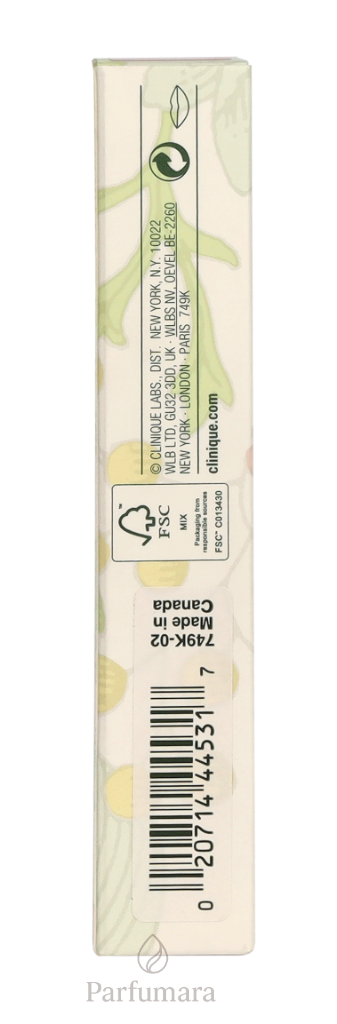 © CLINIQUE LABS., DIST. NEW YORK, N.Y. 10022
WLB LTD, GU32 3DD, UK · WLBS NV, OEVEL BE-2260
NEW YORK · LONDON · PARIS 749K
clinique.com
FSC
™
MIX
Packaging from
responsible sources
FSC™ C013430
749K-02
Made in
Canada
0 20714 44531 7
Parfumara